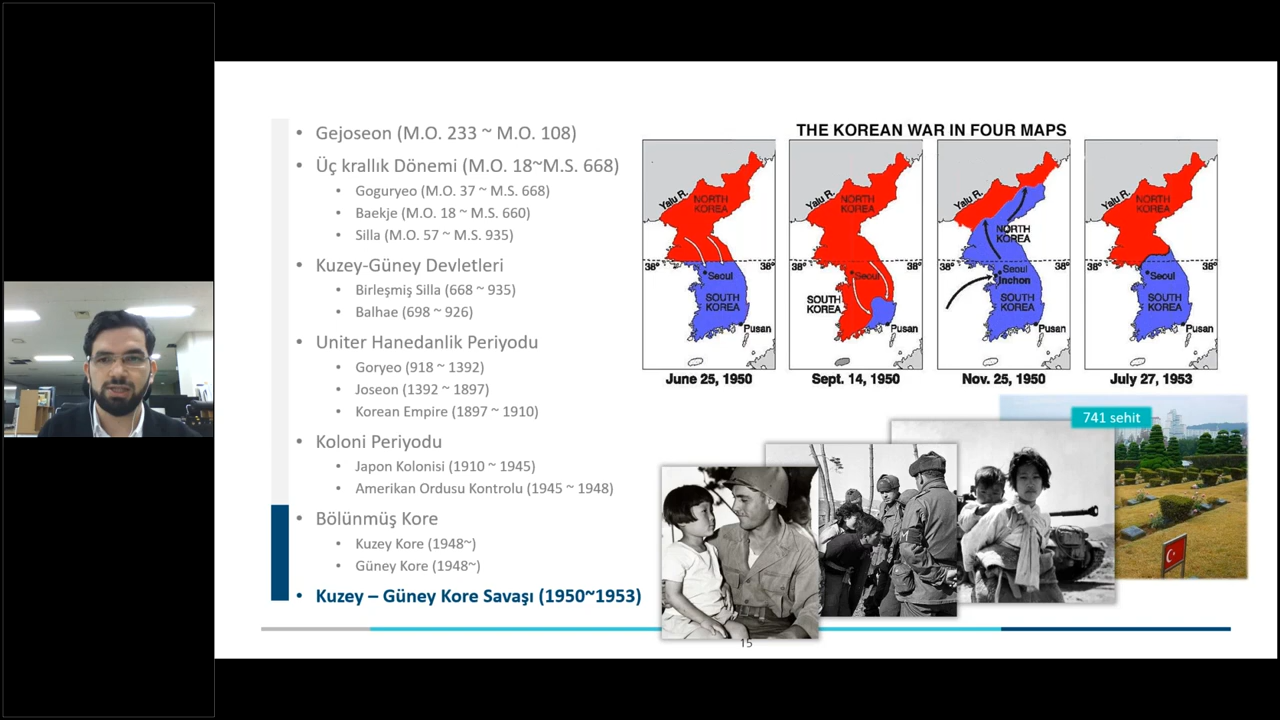 • Gejoseon (M.O. 233 ~ M.O. 108)
• Üç krallık Dönemi (M.O. 18~M.S. 668)
• Goguryeo (M.O. 37 ~ M.S. 668)
• Baekje (M.O. 18 ~ M.S. 660)
• Silla (M.O. 57 ~ M.S. 935)
• Kuzey-Güney Devletleri
• Birleşmiş Silla (668 ~ 935)
• Balhae (698 ~ 926)
• Uniter Hanedanlik Periyodu
• Goryeo (918 ~ 1392)
• Joseon (1392 ~ 1897)
• Korean Empire (1897 ~ 1910)
• Koloni Periyodu
• Japon Kolonisi (1910 ~ 1945)
• Amerikan Ordusu Kontrolu (1945 ~ 1948)
• Bölünmüş Kore
• Kuzey Kore (1948~)
• Güney Kore (1948~)
• Kuzey – Güney Kore Savaşı (1950~1953)
THE KOREAN WAR IN FOUR MAPS
Yalu R.
NORTH
KOREA
38°
38°
Seoul
SOUTH
KOREA
Pusan
June 25, 1950
Yalu R.
NORTH
KOREA
38°
38°
Seoul
SOUTH
KOREA
Pusan
Sept. 14, 1950
Yalu R.
NORTH
KOREA
38°
38°
Seoul
Inchon
SOUTH
KOREA
Pusan
Nov. 25, 1950
Yalu R.
NORTH
KOREA
38°
38°
Seoul
SOUTH
KOREA
Pusan
July 27, 1953
741 sehit
15